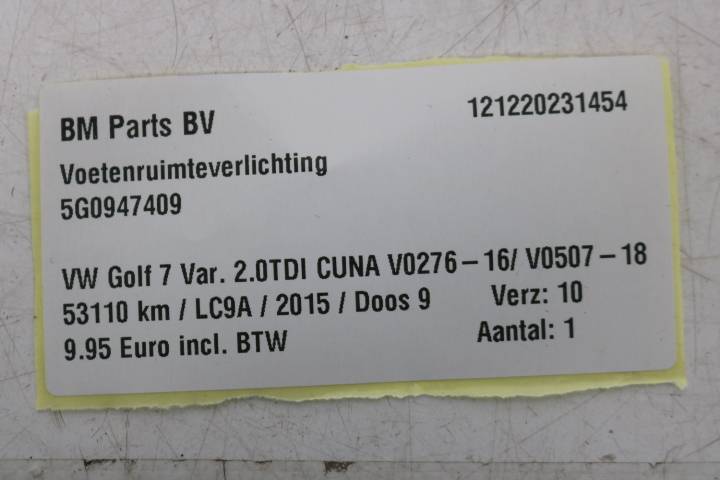 BM Parts BV 121220231454
Voetenruimteverlichting
5G0947409
VW Golf 7 Var. 2.0TDI CUNA V0276-16/ V0507-18
53110 km / LC9A / 2015 / Doos 9 Verz: 10
9.95 Euro incl. BTW Aantal: 1